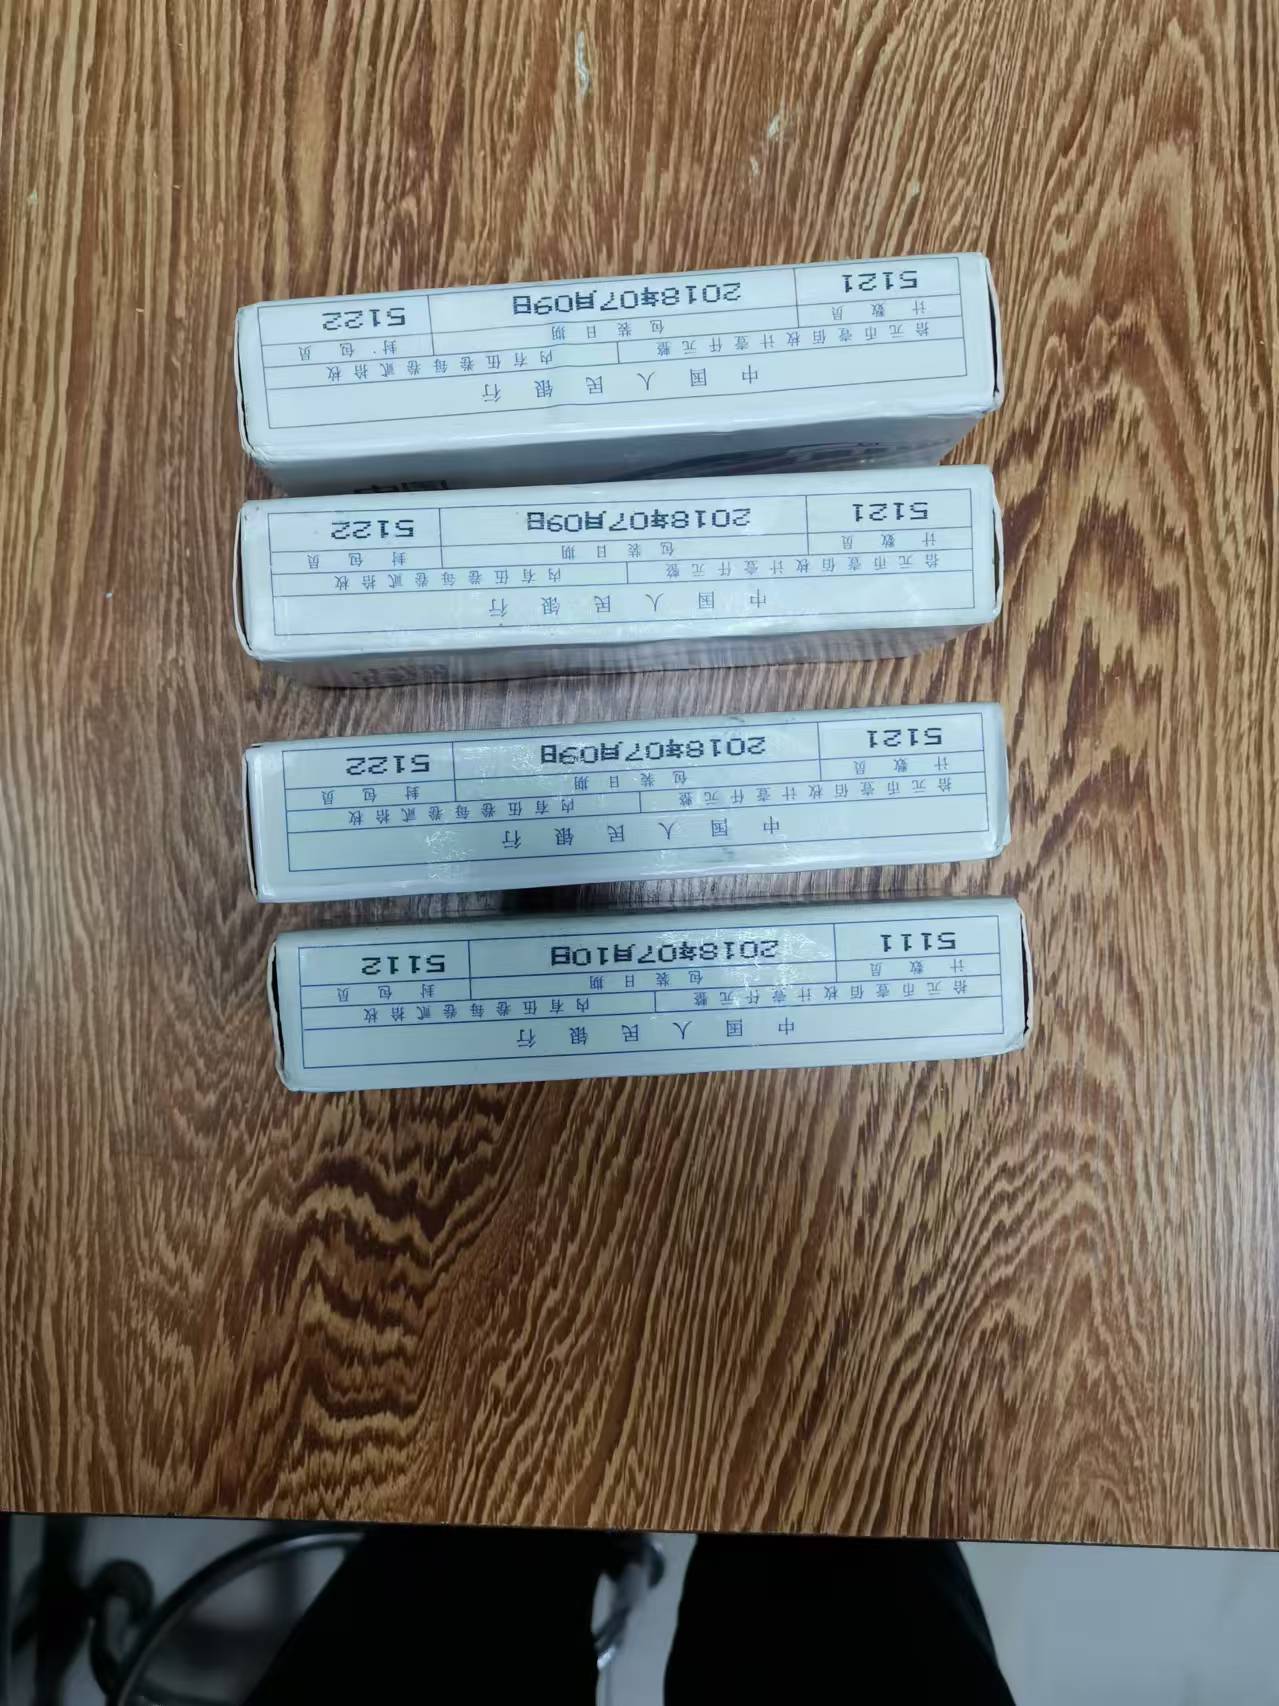 中国人民银行
拾元币壹佰枚计壹仟元整 内有伍卷每卷贰拾枚
计数员 包装日期 封包员
5111 2018年07月10日 5112
中国人民银行
拾元币壹佰枚计壹仟元整 内有伍卷每卷贰拾枚
计数员 包装日期 封包员
5121 2018年07月09日 5122
中国人民银行
拾元币壹佰枚计壹仟元整 内有伍卷每卷贰拾枚
计数员 包装日期 封包员
5121 2018年07月09日 5122
中国人民银行
拾元币壹佰枚计壹仟元整 内有伍卷每卷贰拾枚
计数员 包装日期 封包员
5121 2018年07月09日 5122